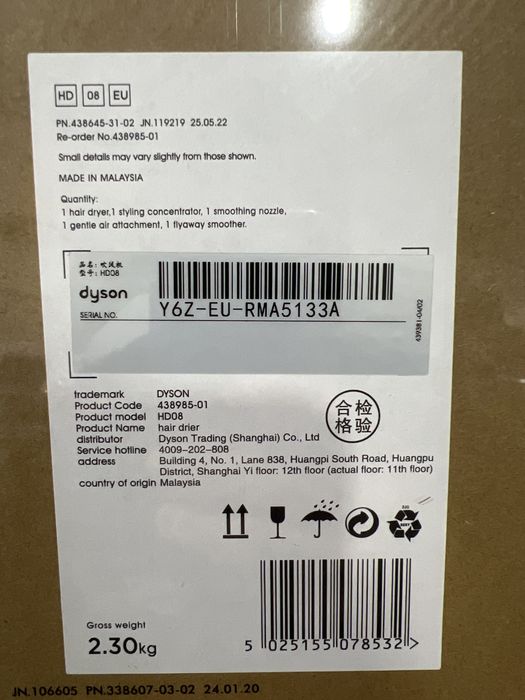 HD 08 EU
PN.438645-31-02 JN.119219 25.05.22
Re-order No.438985-01
Small details may vary slightly from those shown.
MADE IN MALAYSIA
Quantity:
1 hair dryer,1 styling concentrator, 1 smoothing nozzle,
1 gentle air attachment, 1 flyaway smoother.
品名：吹风机
型号：HD08
dyson
SERIAL NO.
Y6Z-EU-RMA5133A
439381-04/02
trademark DYSON
Product Code 438985-01
Product model HD08
Product Name hair drier
distributor Dyson Trading (Shanghai) Co., Ltd
Service hotline 4009-202-808
address Building 4, No. 1, Lane 838, Huangpi South Road, Huangpu
District, Shanghai Yi floor: 12th floor (actual floor: 11th floor)
country of origin Malaysia
合检
格验
Gross weight
2.30kg
5 025155 078532 >
JN.106605 PN.338607-03-02 24.01.20